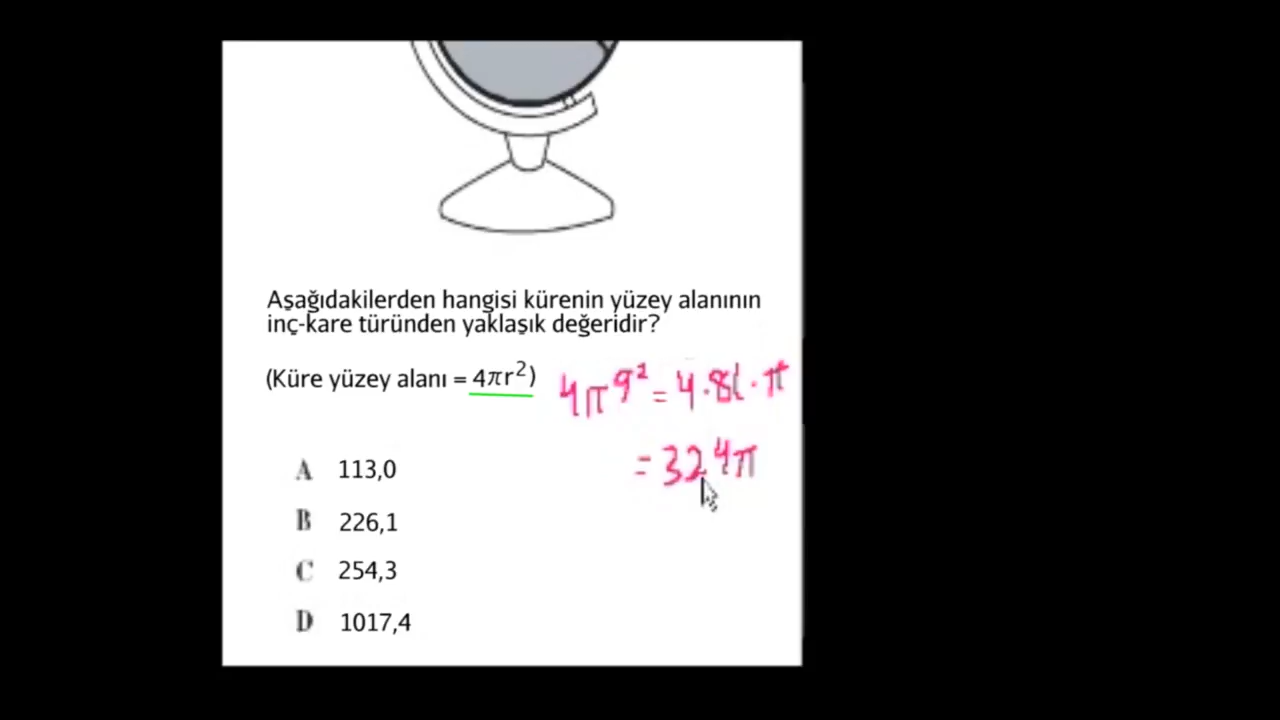 Aşağıdakilerden hangisi kürenin yüzey alanının
inç-kare türünden yaklaşık değeridir?
(Küre yüzey alanı = 4πr²) 4π9² = 4·81·π
= 324π
A 113,0
B 226,1
C 254,3
D 1017,4